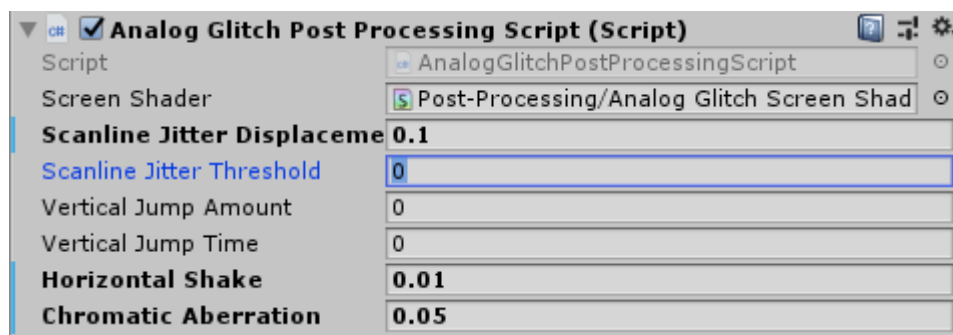 Analog Glitch Post Processing Script (Script)
Script AnalogGlitchPostProcessingScript
Screen Shader Post-Processing/Analog Glitch Screen Shad
Scanline Jitter Displaceme 0.1
Scanline Jitter Threshold 0
Vertical Jump Amount 0
Vertical Jump Time 0
Horizontal Shake 0.01
Chromatic Aberration 0.05